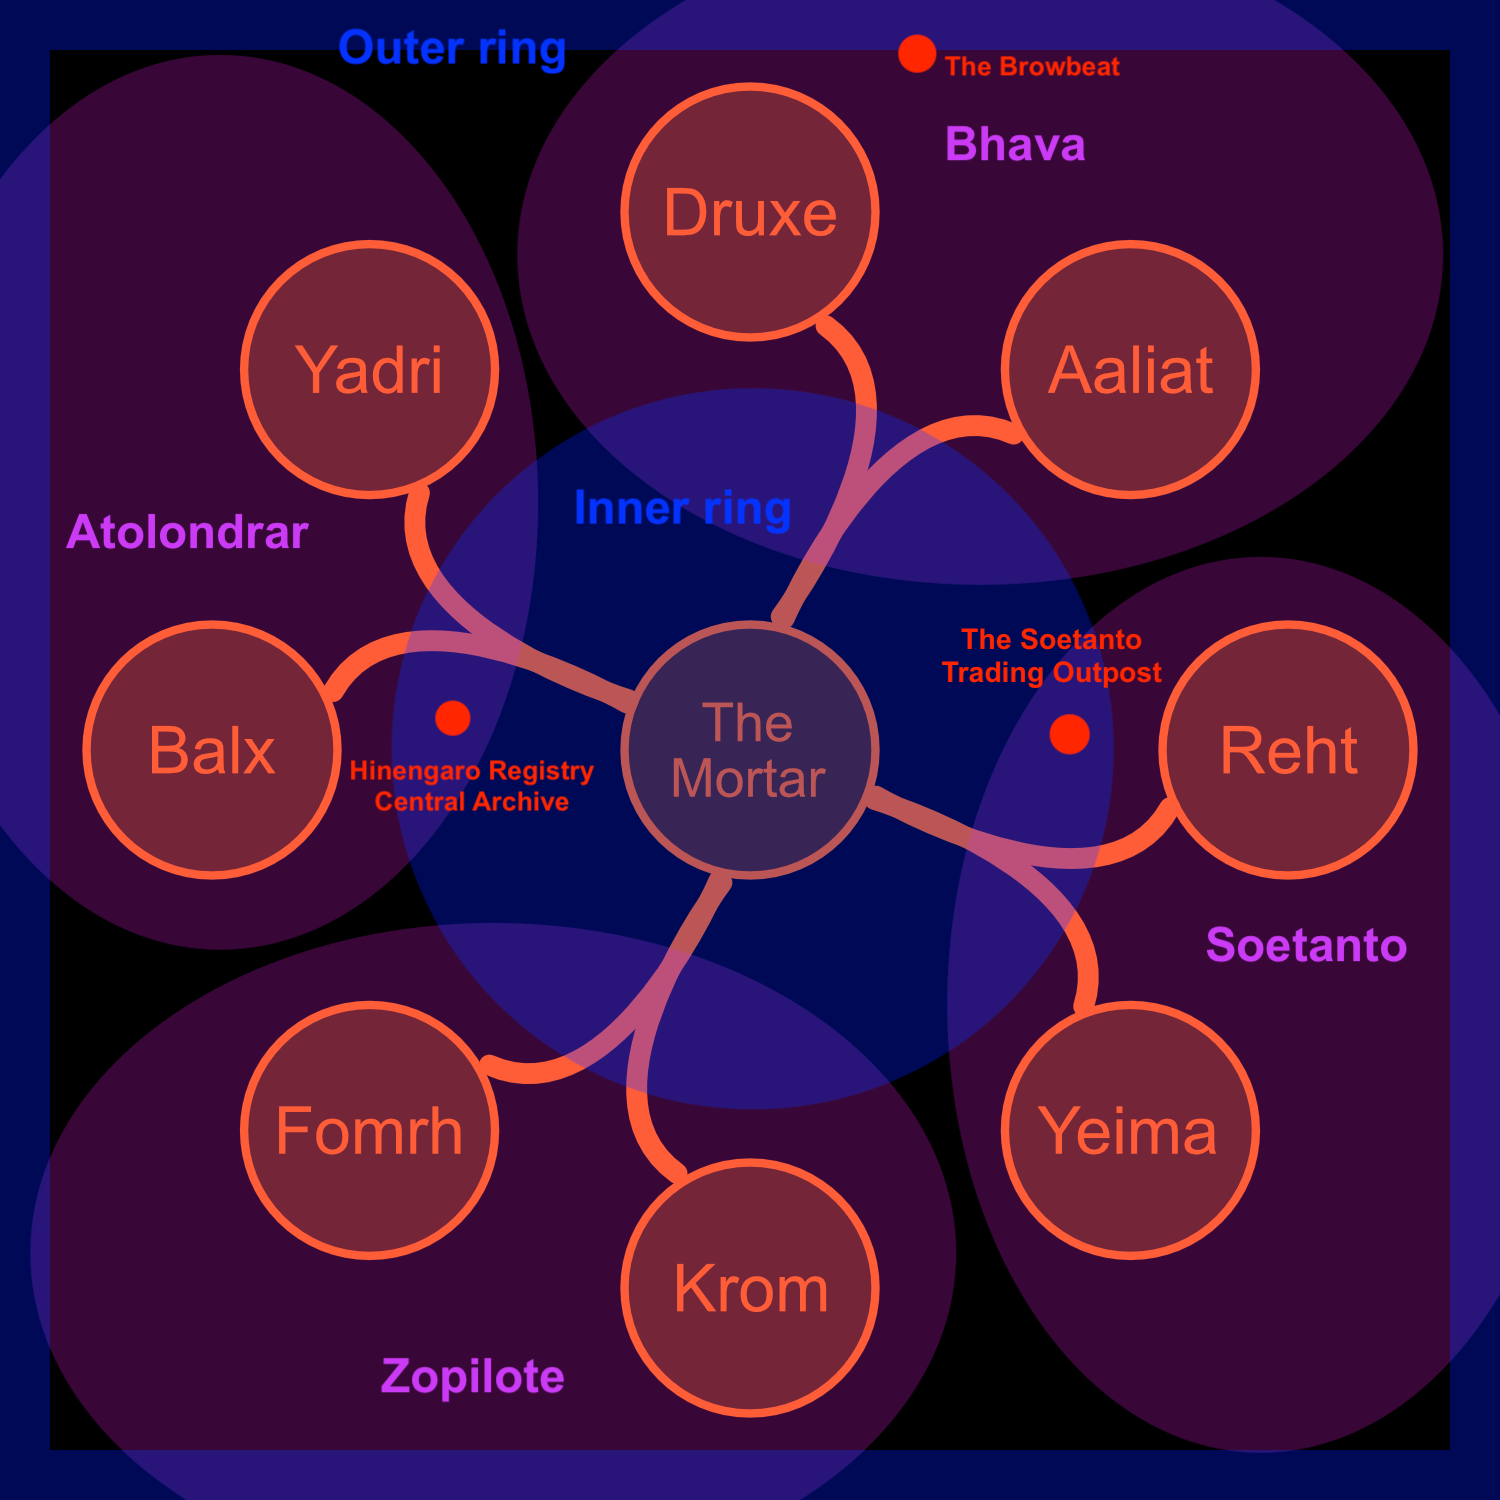 Outer ring
The Browbeat
Bhava
Druxe
Yadri
Aaliat
Inner ring
Atolondrar
The Soetanto
Trading Outpost
The
Mortar
Balx
Reht
Hinengaro Registry
Central Archive
Soetanto
Fomrh
Yeima
Krom
Zopilote